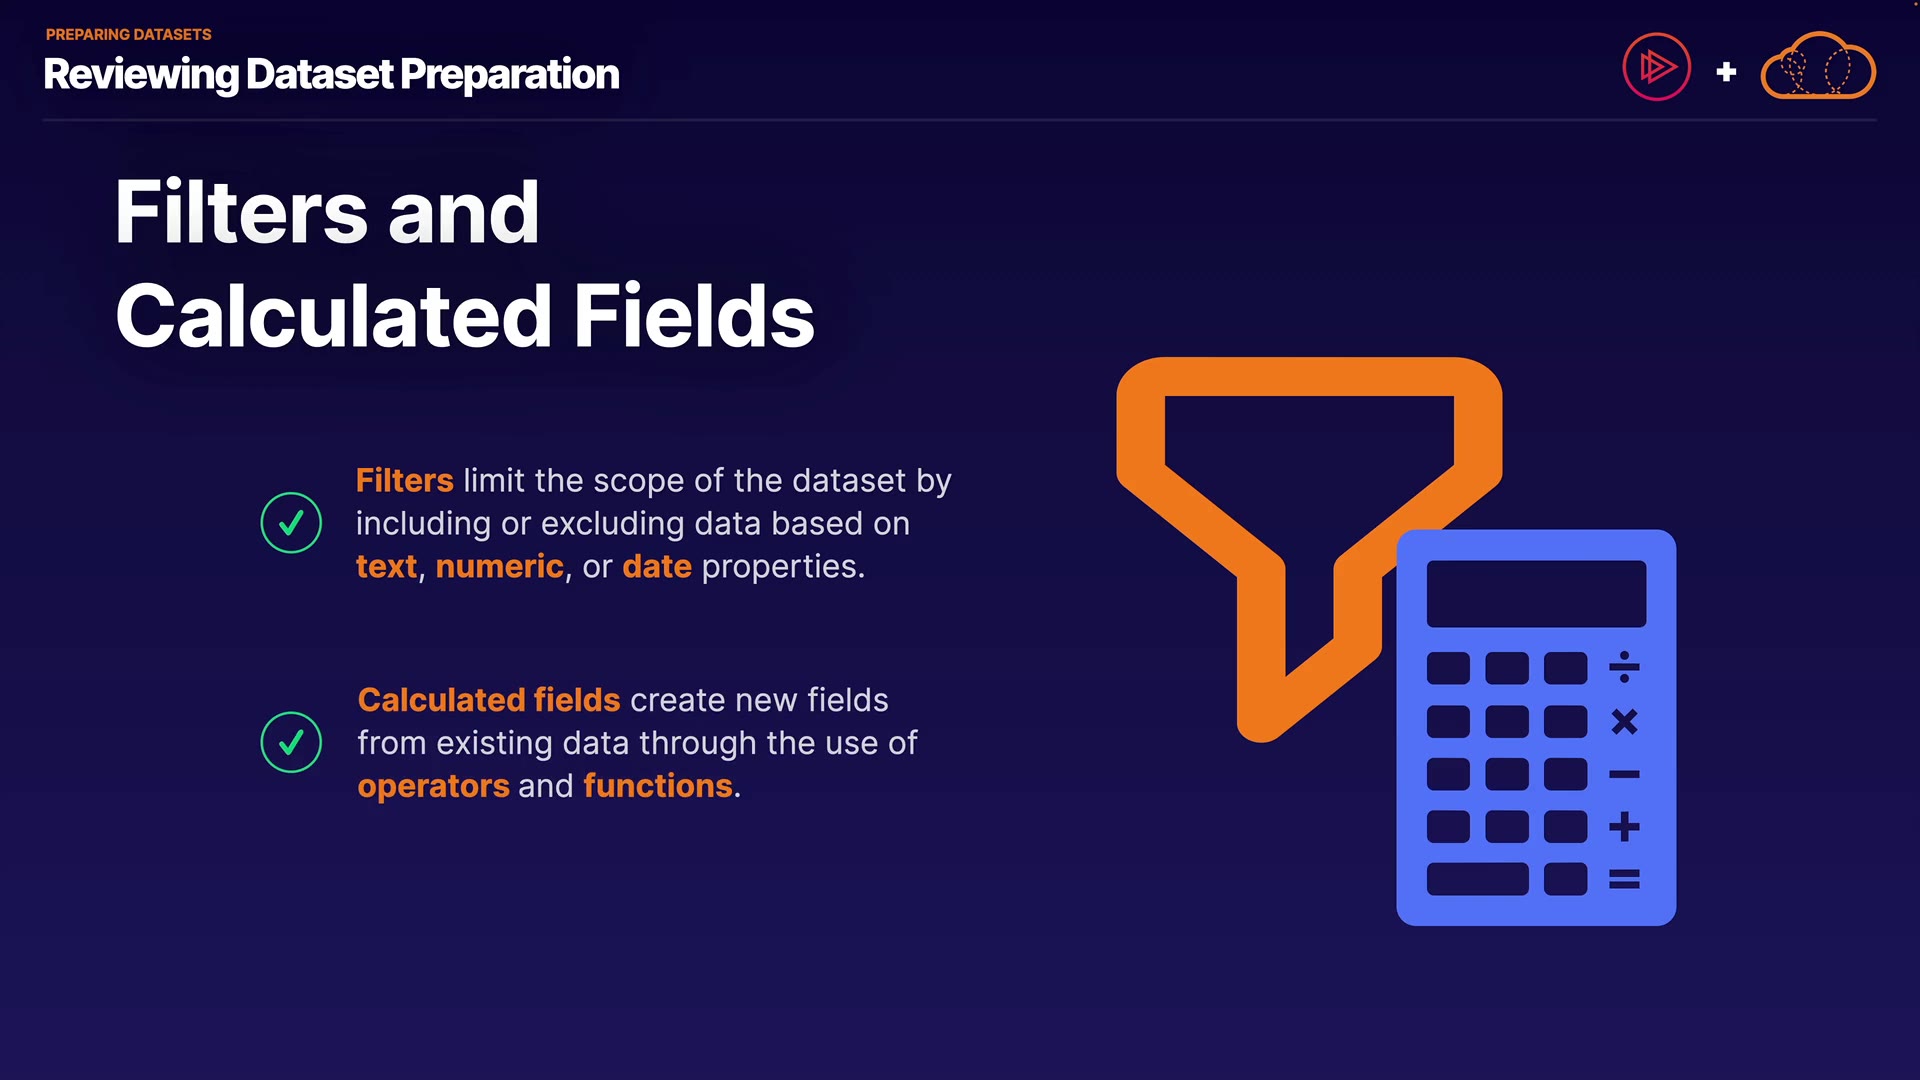 PREPARING DATASETS
Reviewing Dataset Preparation
Filters and
Calculated Fields
Filters limit the scope of the dataset by
including or excluding data based on
text, numeric, or date properties.
Calculated fields create new fields
from existing data through the use of
operators and functions.